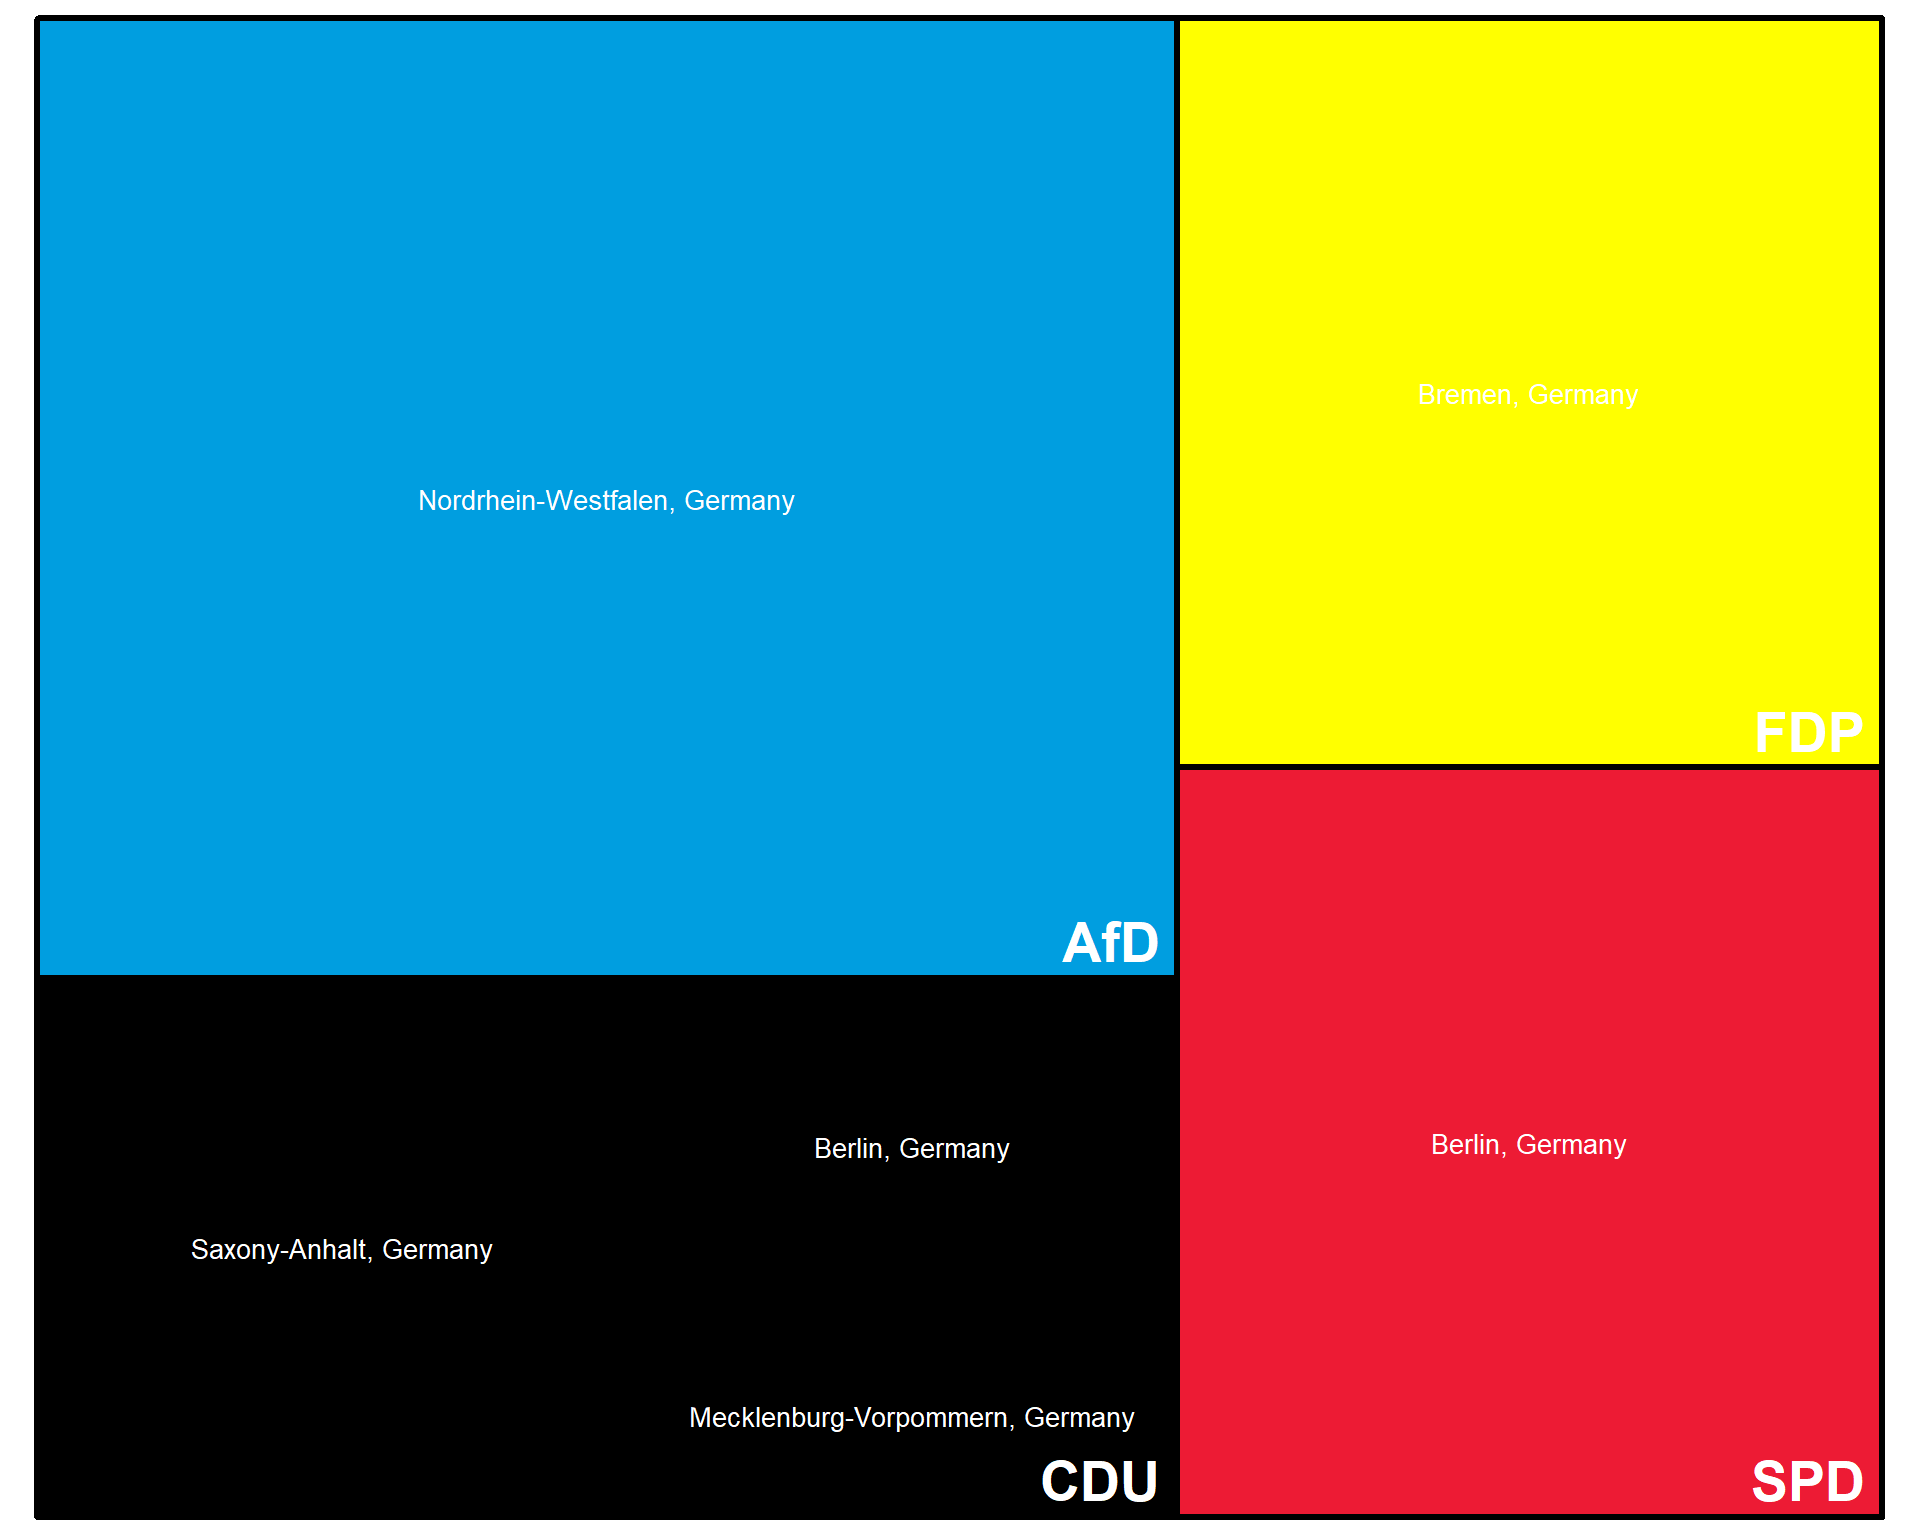 Nordrhein-Westfalen, Germany
AfD
Bremen, Germany
FDP
Saxony-Anhalt, Germany
Berlin, Germany
Mecklenburg-Vorpommern, Germany
CDU
Berlin, Germany
SPD